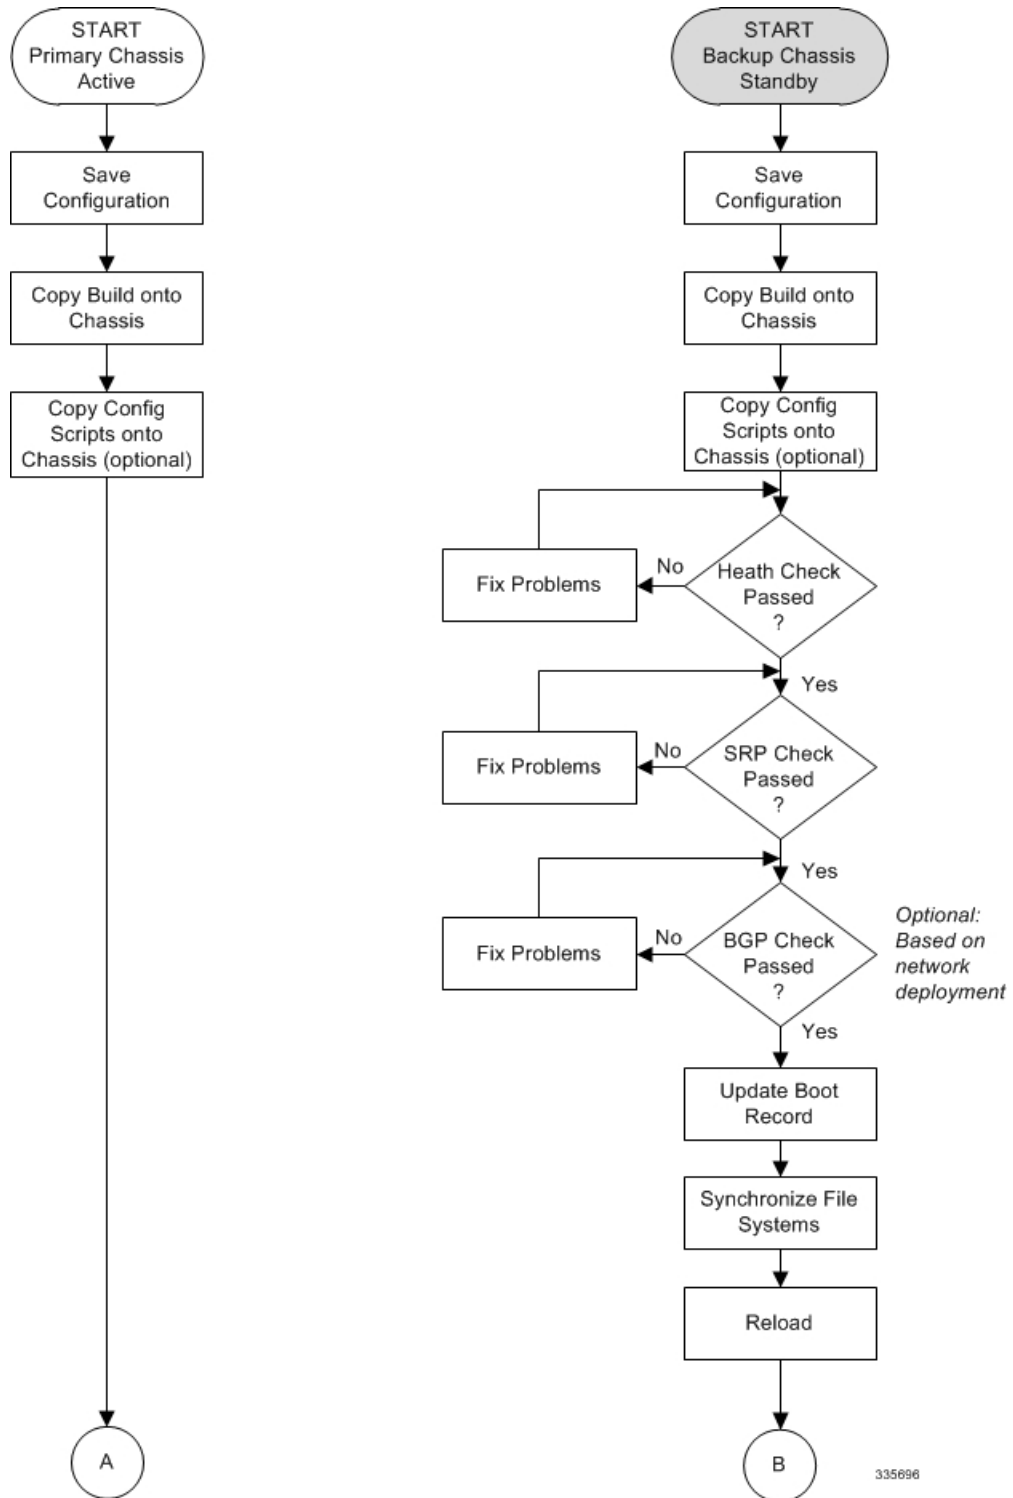 START
Primary Chassis
Active
Save
Configuration
Copy Build onto
Chassis
Copy Config
Scripts onto
Chassis (optional)
A
START
Backup Chassis
Standby
Save
Configuration
Copy Build onto
Chassis
Copy Config
Scripts onto
Chassis (optional)
Heath Check
Passed
?
No
Fix Problems
Yes
SRP Check
Passed
?
No
Fix Problems
Yes
BGP Check
Passed
?
No
Fix Problems
Optional:
Based on
network
deployment
Yes
Update Boot
Record
Synchronize File
Systems
Reload
B
335696